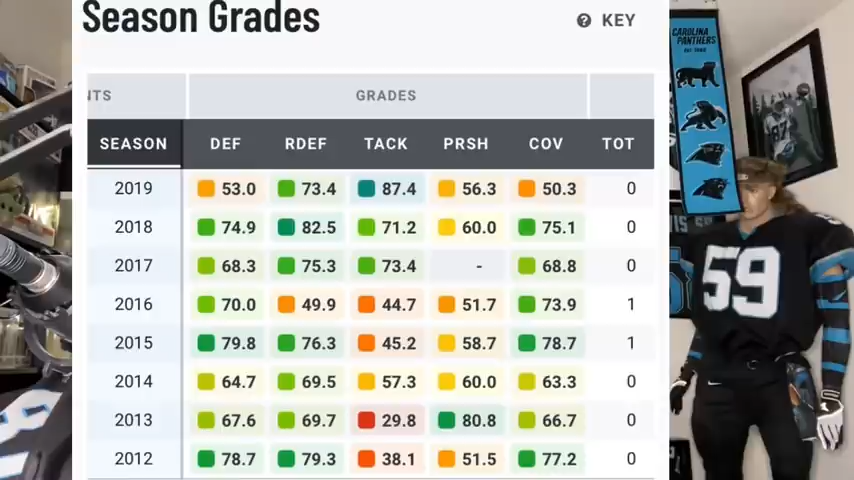 Season Grades
KEY
NTS GRADES
SEASON DEF RDEF TACK PRSH COV TOT
2019 53.0 73.4 87.4 56.3 50.3 0
2018 74.9 82.5 71.2 60.0 75.1 0
2017 68.3 75.3 73.4 - 68.8 0
2016 70.0 49.9 44.7 51.7 73.9 1
2015 79.8 76.3 45.2 58.7 78.7 1
2014 64.7 69.5 57.3 60.0 63.3 0
2013 67.6 69.7 29.8 80.8 66.7 0
2012 78.7 79.3 38.1 51.5 77.2 0
CAROLINA
PANTHERS
87
59
59